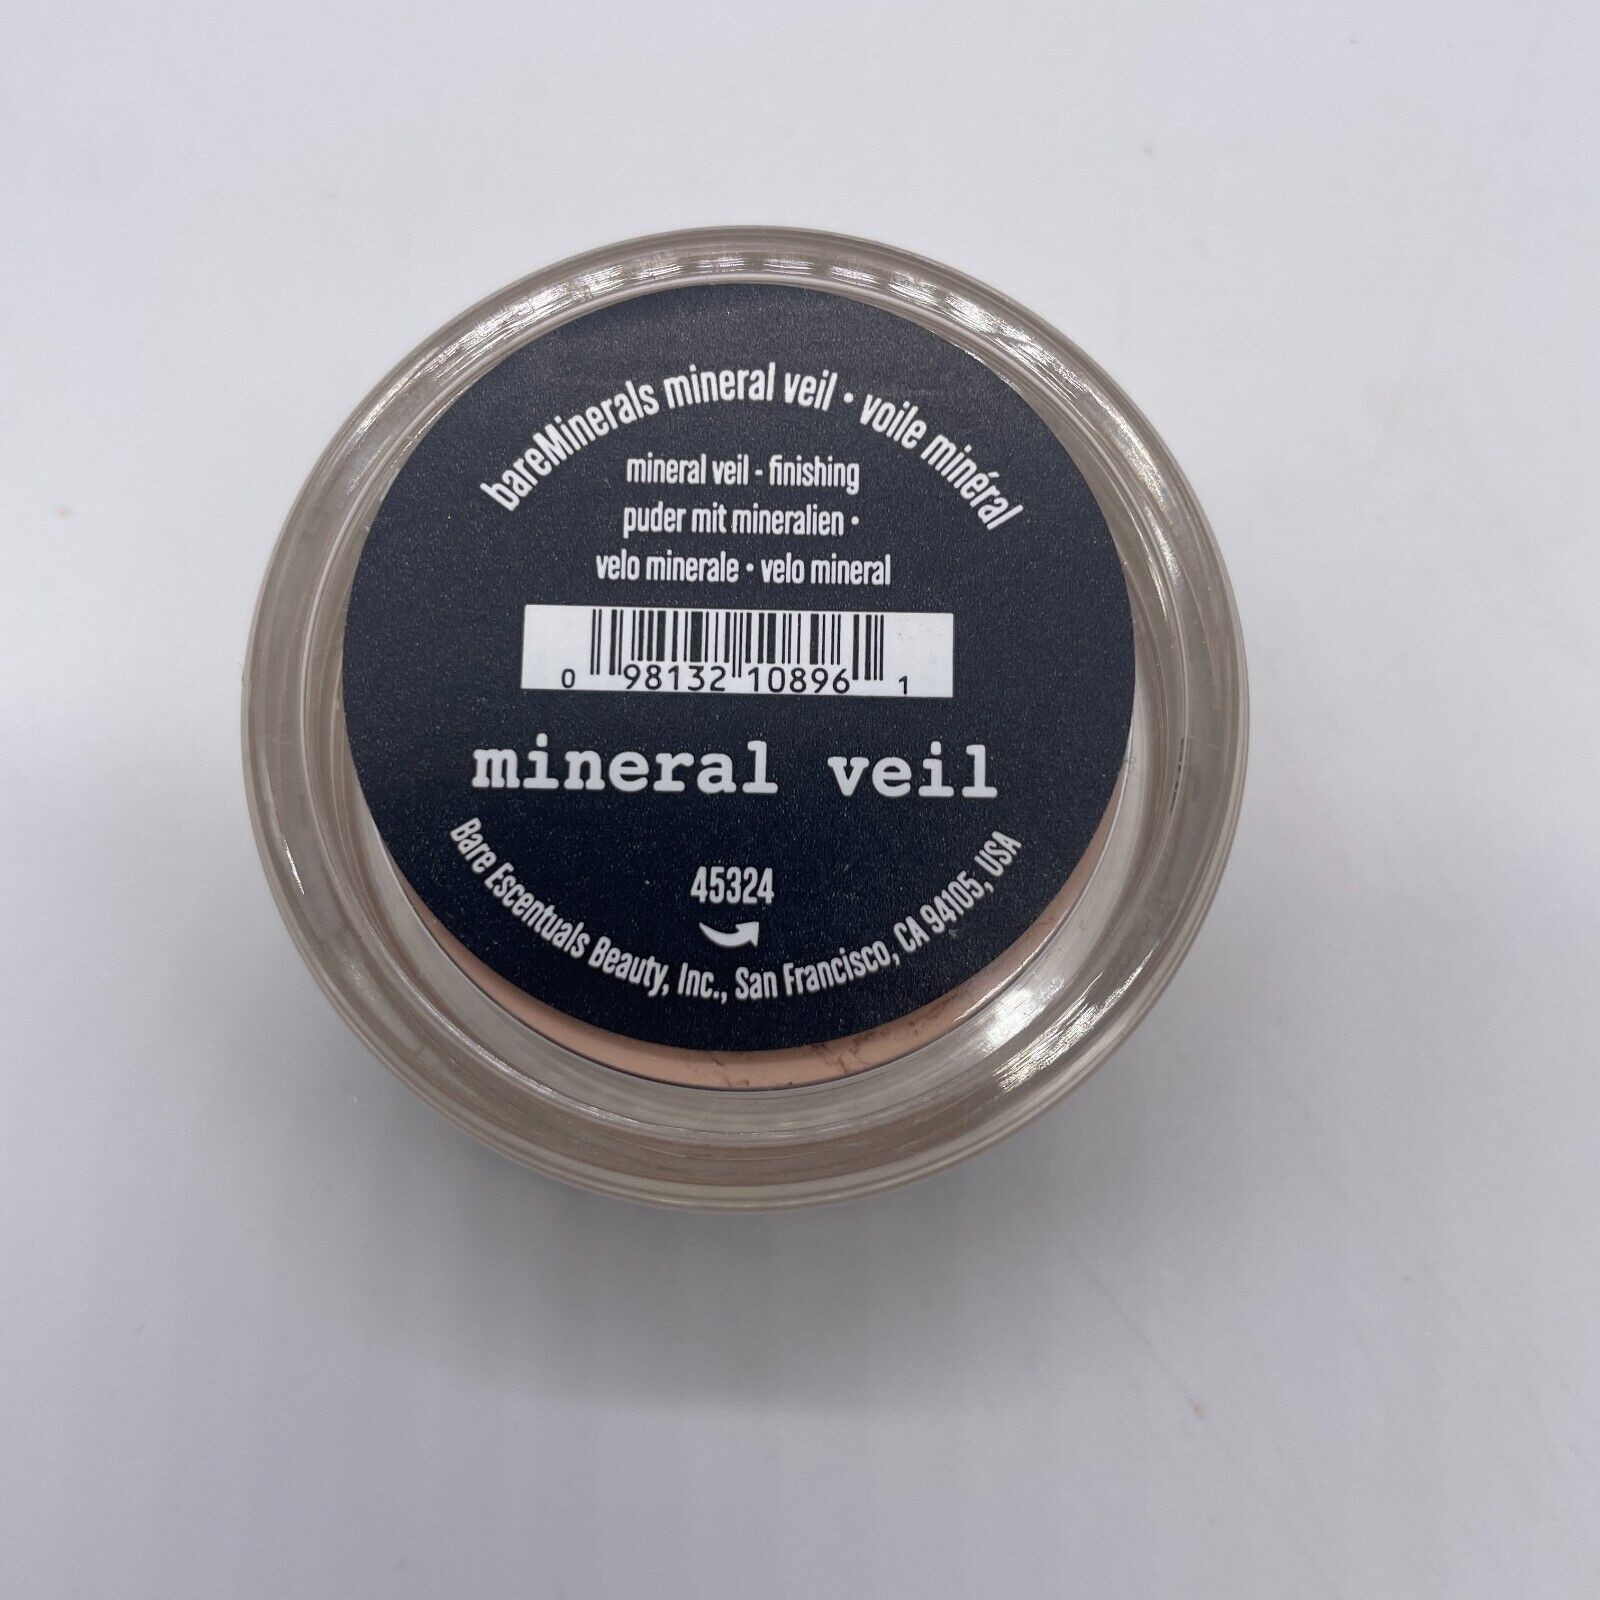 bareMinerals mineral veil • voile minéral
mineral veil - finishing
puder mit mineralien •
velo minerale • velo mineral
0 98132 10896 1
mineral veil
45324
Bare Escentuals Beauty, Inc., San Francisco, CA 94105, USA